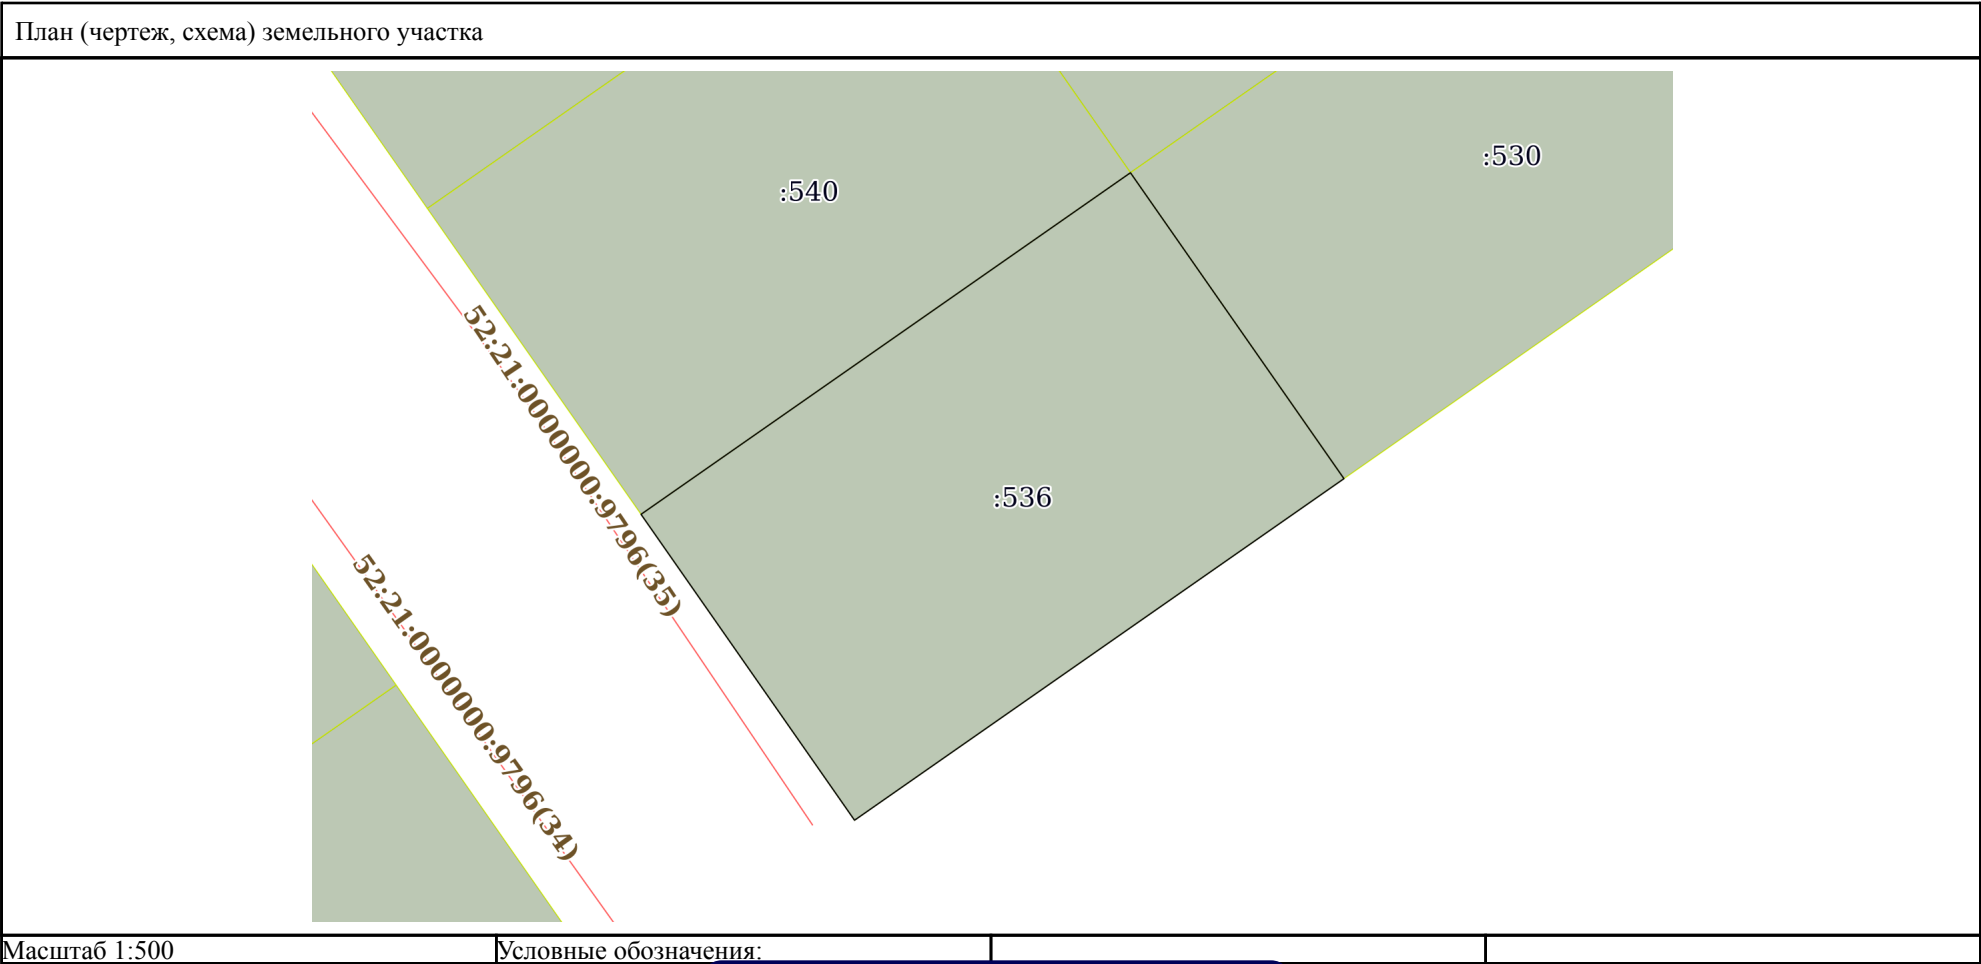 План (чертеж, схема) земельного участка
:530
:540
52:21:0000000:9796(35)
:536
52:21:0000000:9796(34)
Масштаб 1:500
Условные обозначения: